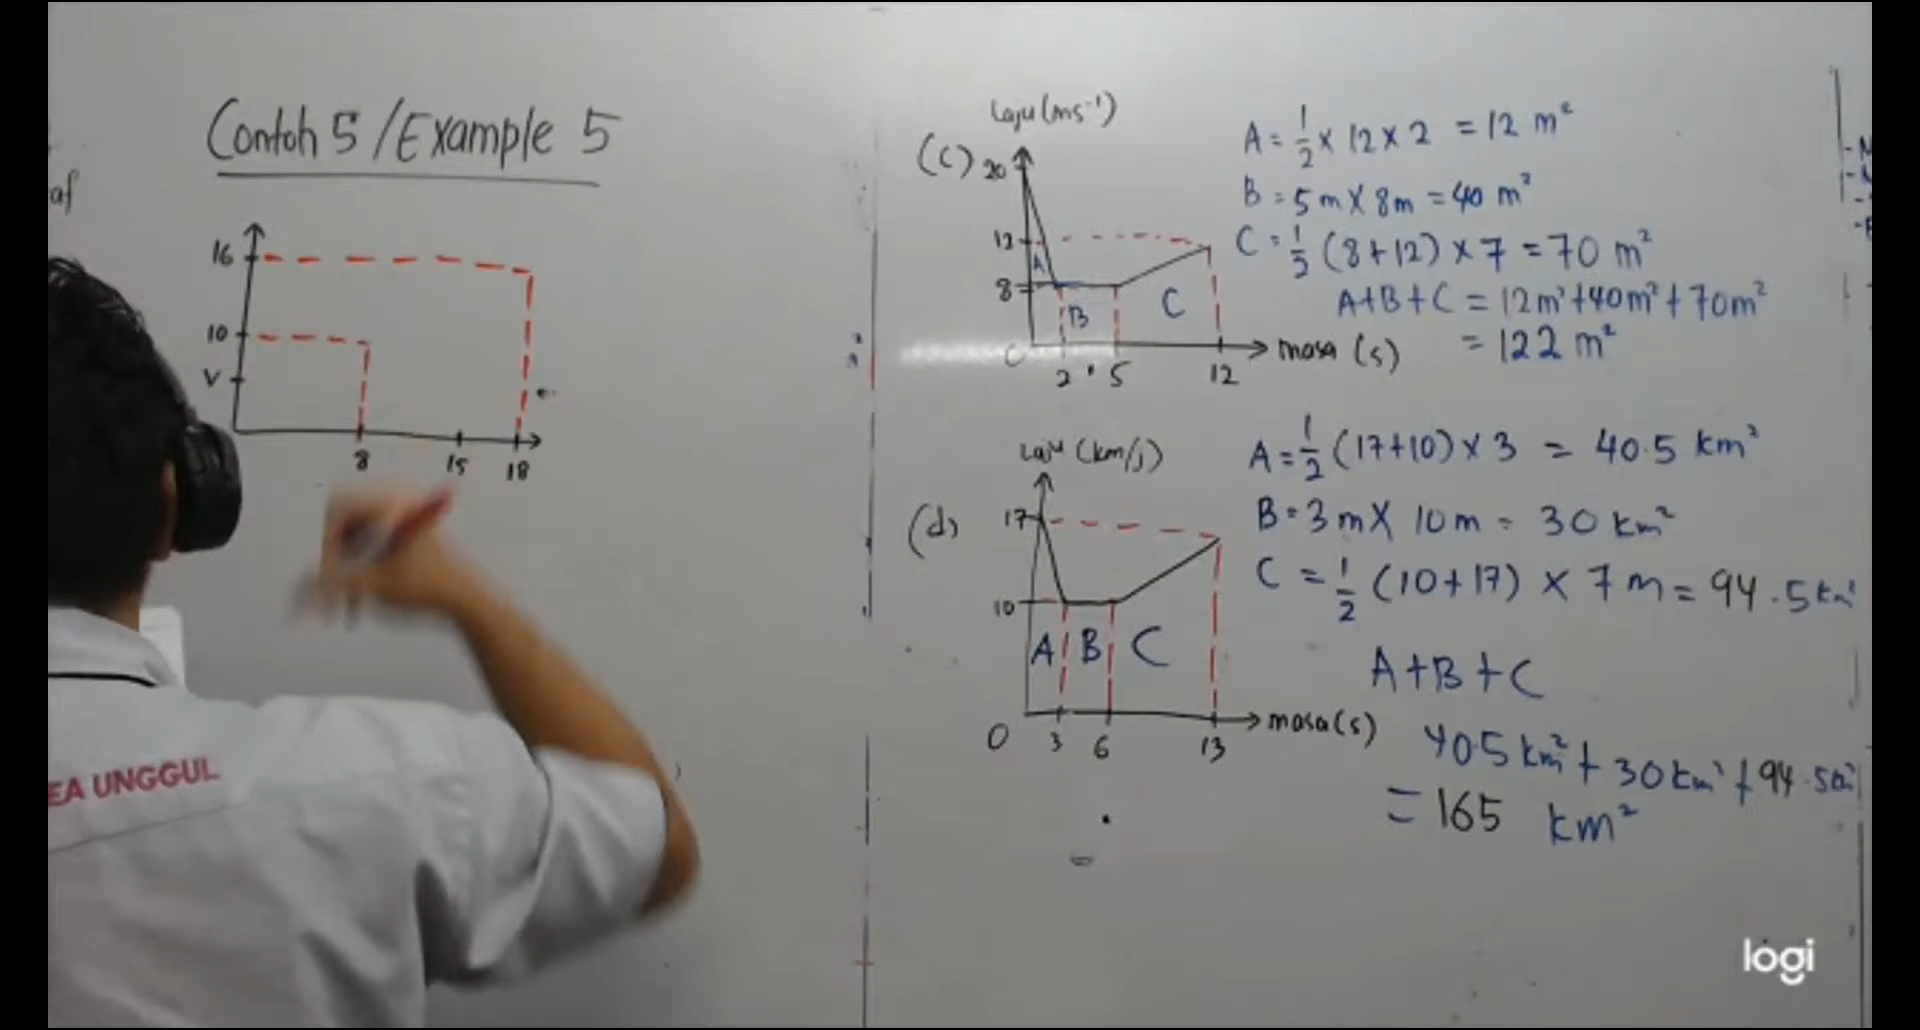 Contoh 5 / Example 5
af
16
10
V
8 15 18
EA UNGGUL
Laju (ms⁻¹)
(c) 20
12
8
A
B
C
0
2 5 12
masa (s)
A = 1/2 × 12 × 2 = 12 m²
B = 5 m × 8 m = 40 m²
C = 1/2 (8 + 12) × 7 = 70 m²
A + B + C = 12 m² + 40 m² + 70 m²
= 122 m²
Laju (km/j)
(d)
17
10
A B C
0 3 6 13
masa (s)
A = 1/2 (17 + 10) × 3 = 40.5 km²
B = 3 m × 10 m = 30 km²
C = 1/2 (10 + 17) × 7 m = 94.5 km²
A + B + C
40.5 km² + 30 km² + 94.5 km²
= 165 km²
logi